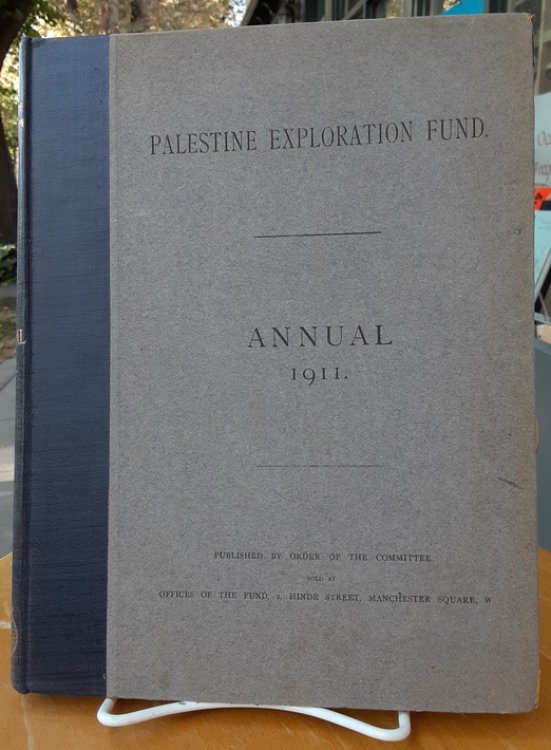 PALESTINE EXPLORATION FUND.
ANNUAL
1911.
PUBLISHED BY ORDER OF THE COMMITTEE.
SOLD AT
OFFICES OF THE FUND, 2, HINDE STREET, MANCHESTER SQUARE, W